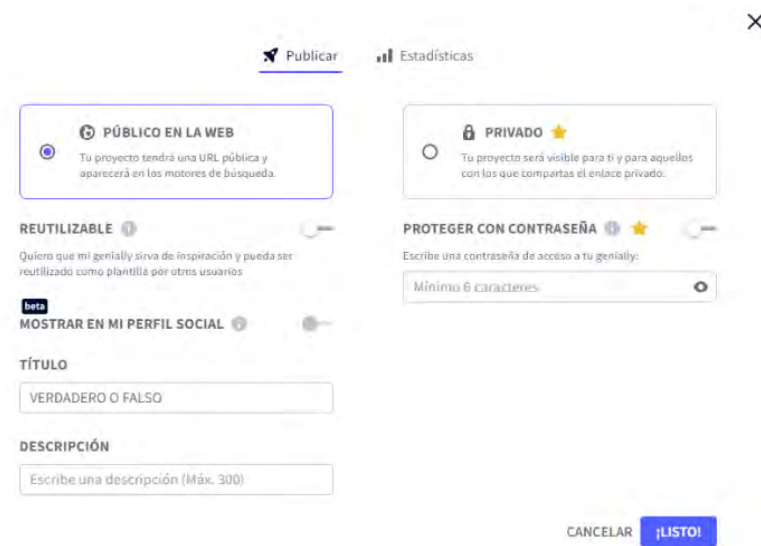 Publicar
Estadísticas
PÚBLICO EN LA WEB
Tu proyecto tendrá una URL pública y
aparecerá en los motores de búsqueda.
PRIVADO
Tu proyecto será visible para ti y para aquellos
con los que compartas el enlace privado.
REUTILIZABLE
Quiero que mi genially sirva de inspiración y pueda ser
reutilizado como plantilla por otros usuarios
PROTEGER CON CONTRASEÑA
Escribe una contraseña de acceso a tu genially:
Mínimo 6 caracteres
beta
MOSTRAR EN MI PERFIL SOCIAL
TÍTULO
VERDADERO O FALSO
DESCRIPCIÓN
Escribe una descripción (Máx. 300)
CANCELAR
¡LISTO!